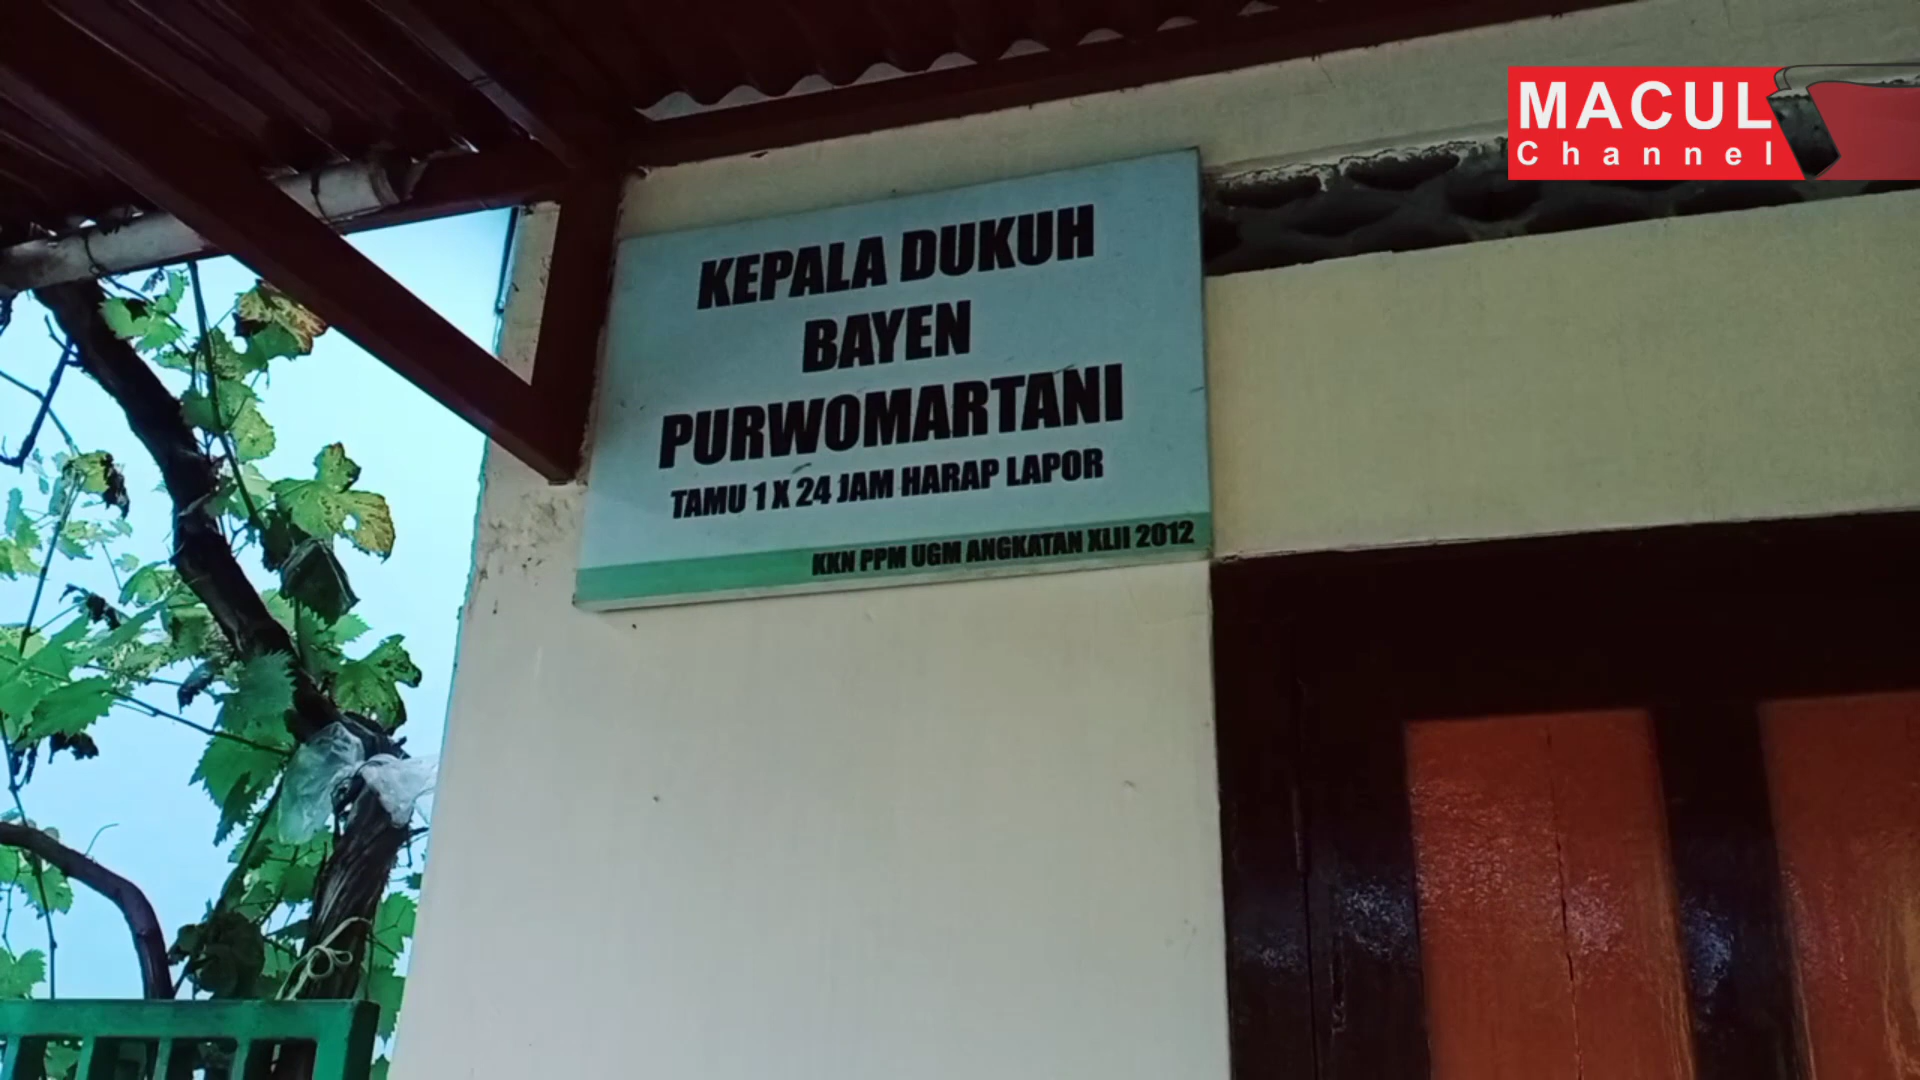 MACUL
Channel
KEPALA DUKUH
BAYEN
PURWOMARTANI
TAMU 1 X 24 JAM HARAP LAPOR
KKN PPM UGM ANGKATAN XLII 2012